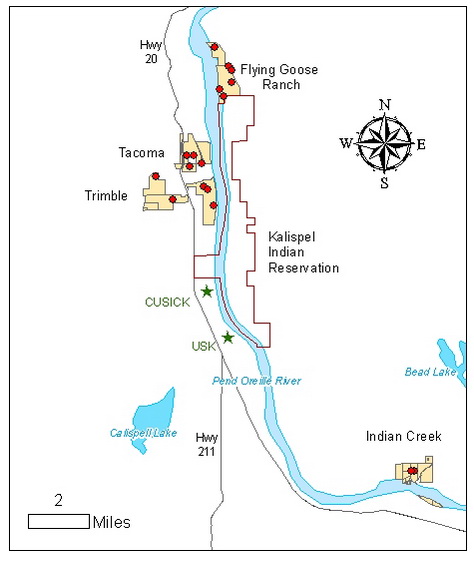 Hwy
20
Flying Goose
Ranch
N
W
E
S
Tacoma
Trimble
Kalispel
Indian
Reservation
CUSICK
USK
Pend Oreille River
Bead Lake
Calispell Lake
Hwy
211
Indian Creek
2
Miles